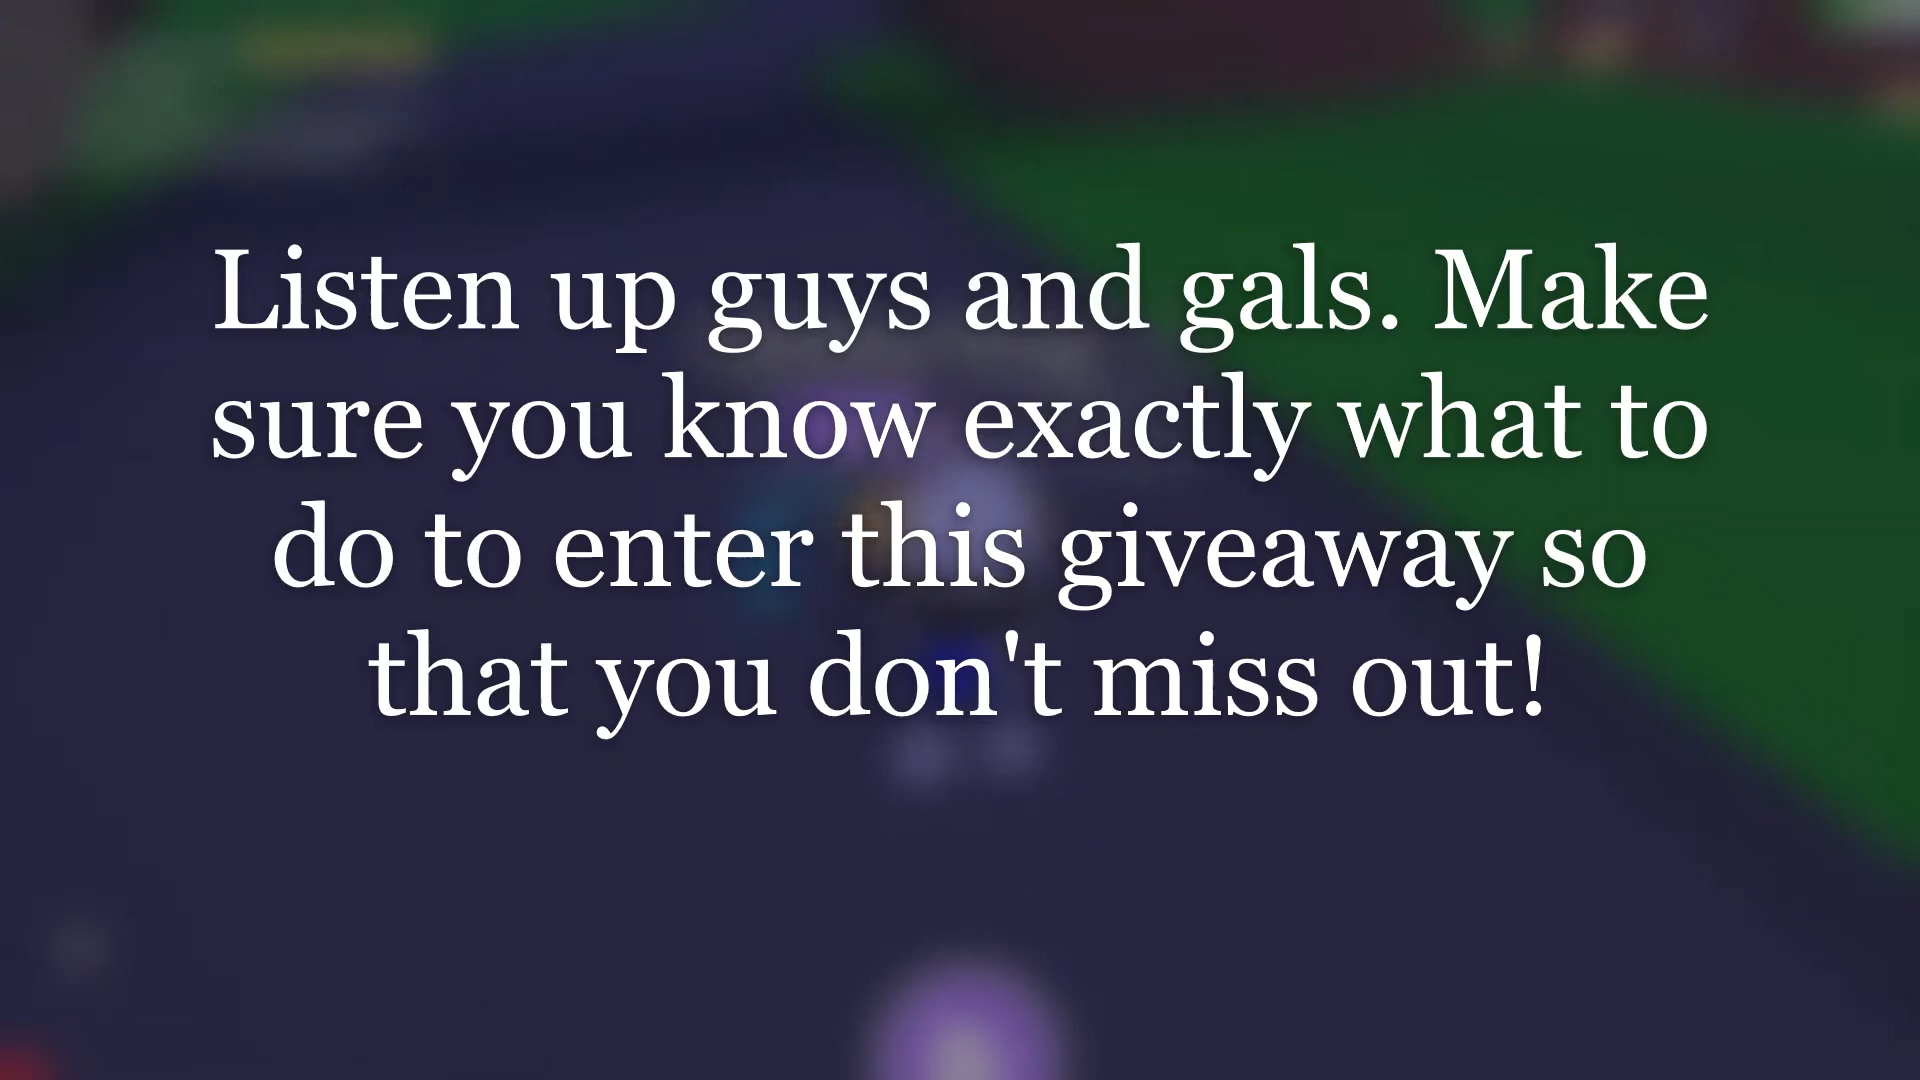 Listen up guys and gals. Make
sure you know exactly what to
do to enter this giveaway so
that you don't miss out!